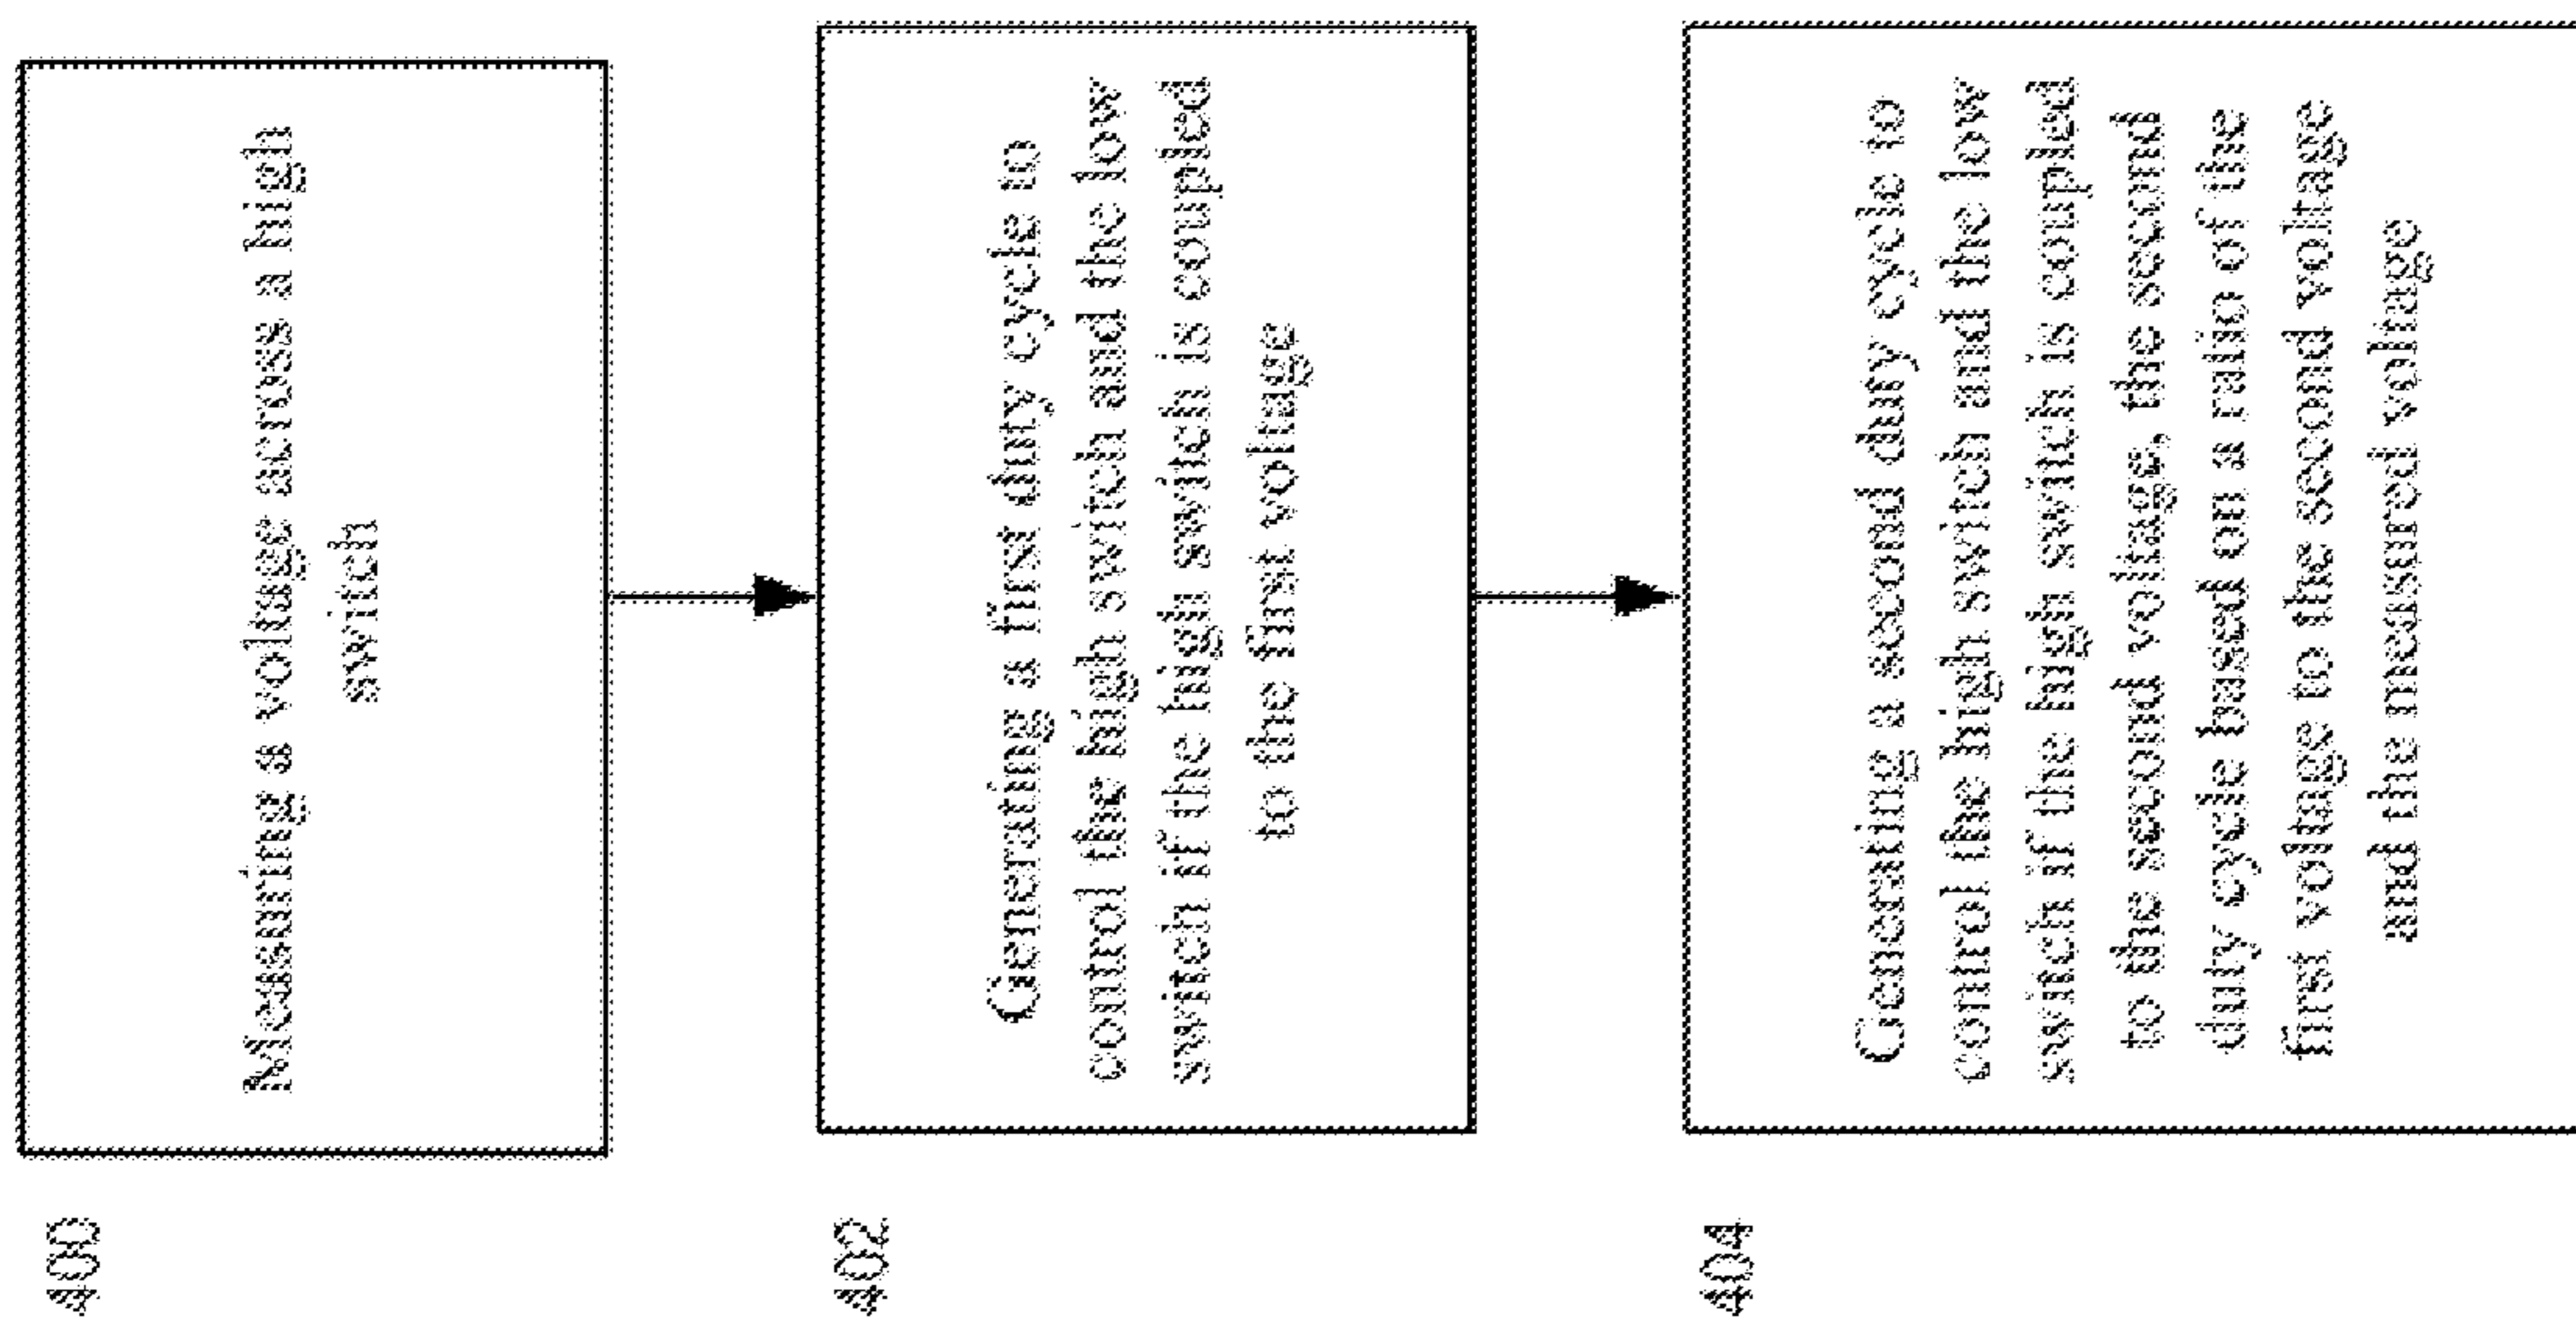 400
Measuring a voltage across a high
switch
402
Generating a first duty cycle to
control the high switch and the low
switch if the high switch is coupled
to the first voltage
404
Generating a second duty cycle to
control the high switch and the low
switch if the high switch is coupled
to the second voltage, the second
duty cycle based on a ratio of the
first voltage to the second voltage
and the measured voltage